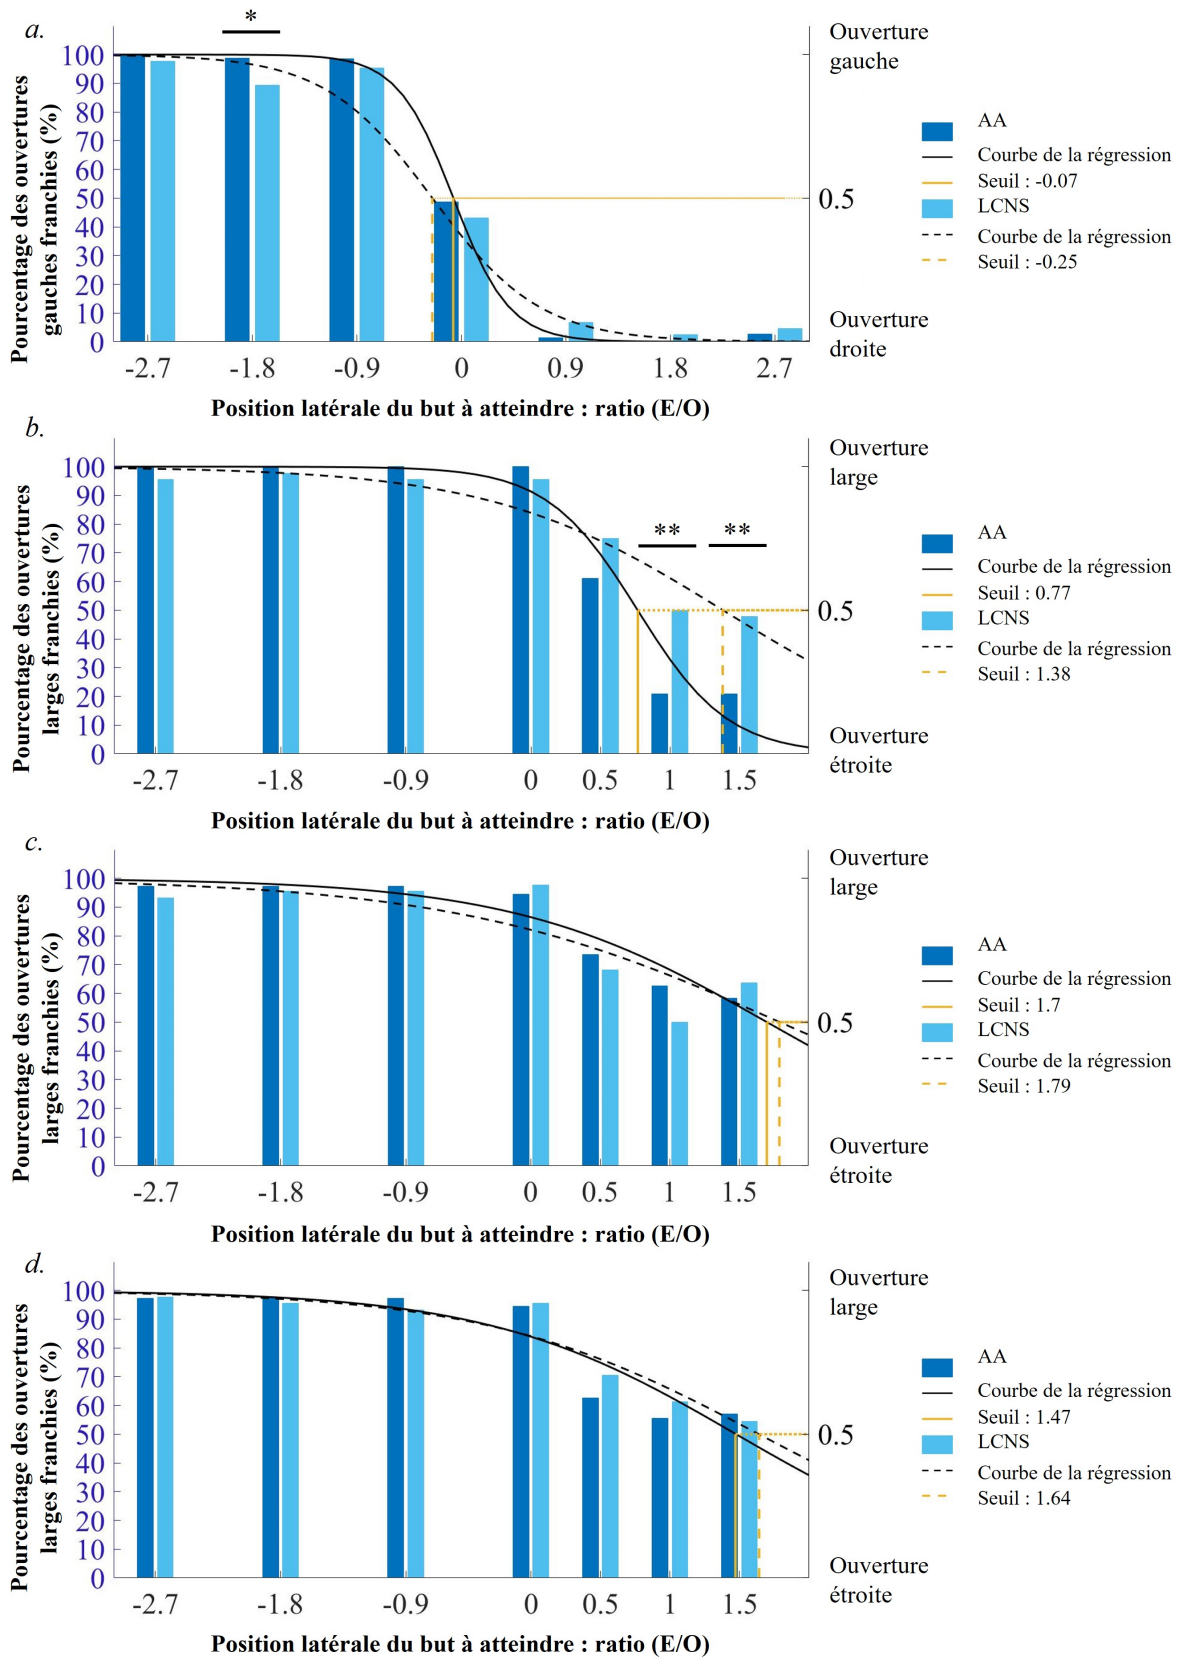 a.
*
Pourcentage des ouvertures
gauches franchies (%)
100
90
80
70
60
50
40
30
20
10
0
-2.7 -1.8 -0.9 0 0.9 1.8 2.7
Position latérale du but à atteindre : ratio (E/O)
Ouverture
gauche
0.5
Ouverture
droite
AA
Courbe de la régression
Seuil : -0.07
LCNS
Courbe de la régression
Seuil : -0.25
b.
** **
Pourcentage des ouvertures
larges franchies (%)
100
90
80
70
60
50
40
30
20
10
0
-2.7 -1.8 -0.9 0 0.5 1 1.5
Position latérale du but à atteindre : ratio (E/O)
Ouverture
large
0.5
Ouverture
étroite
AA
Courbe de la régression
Seuil : 0.77
LCNS
Courbe de la régression
Seuil : 1.38
c.
Pourcentage des ouvertures
larges franchies (%)
100
90
80
70
60
50
40
30
20
10
0
-2.7 -1.8 -0.9 0 0.5 1 1.5
Position latérale du but à atteindre : ratio (E/O)
Ouverture
large
0.5
Ouverture
étroite
AA
Courbe de la régression
Seuil : 1.7
LCNS
Courbe de la régression
Seuil : 1.79
d.
Pourcentage des ouvertures
larges franchies (%)
100
90
80
70
60
50
40
30
20
10
0
-2.7 -1.8 -0.9 0 0.5 1 1.5
Position latérale du but à atteindre : ratio (E/O)
Ouverture
large
0.5
Ouverture
étroite
AA
Courbe de la régression
Seuil : 1.47
LCNS
Courbe de la régression
Seuil : 1.64